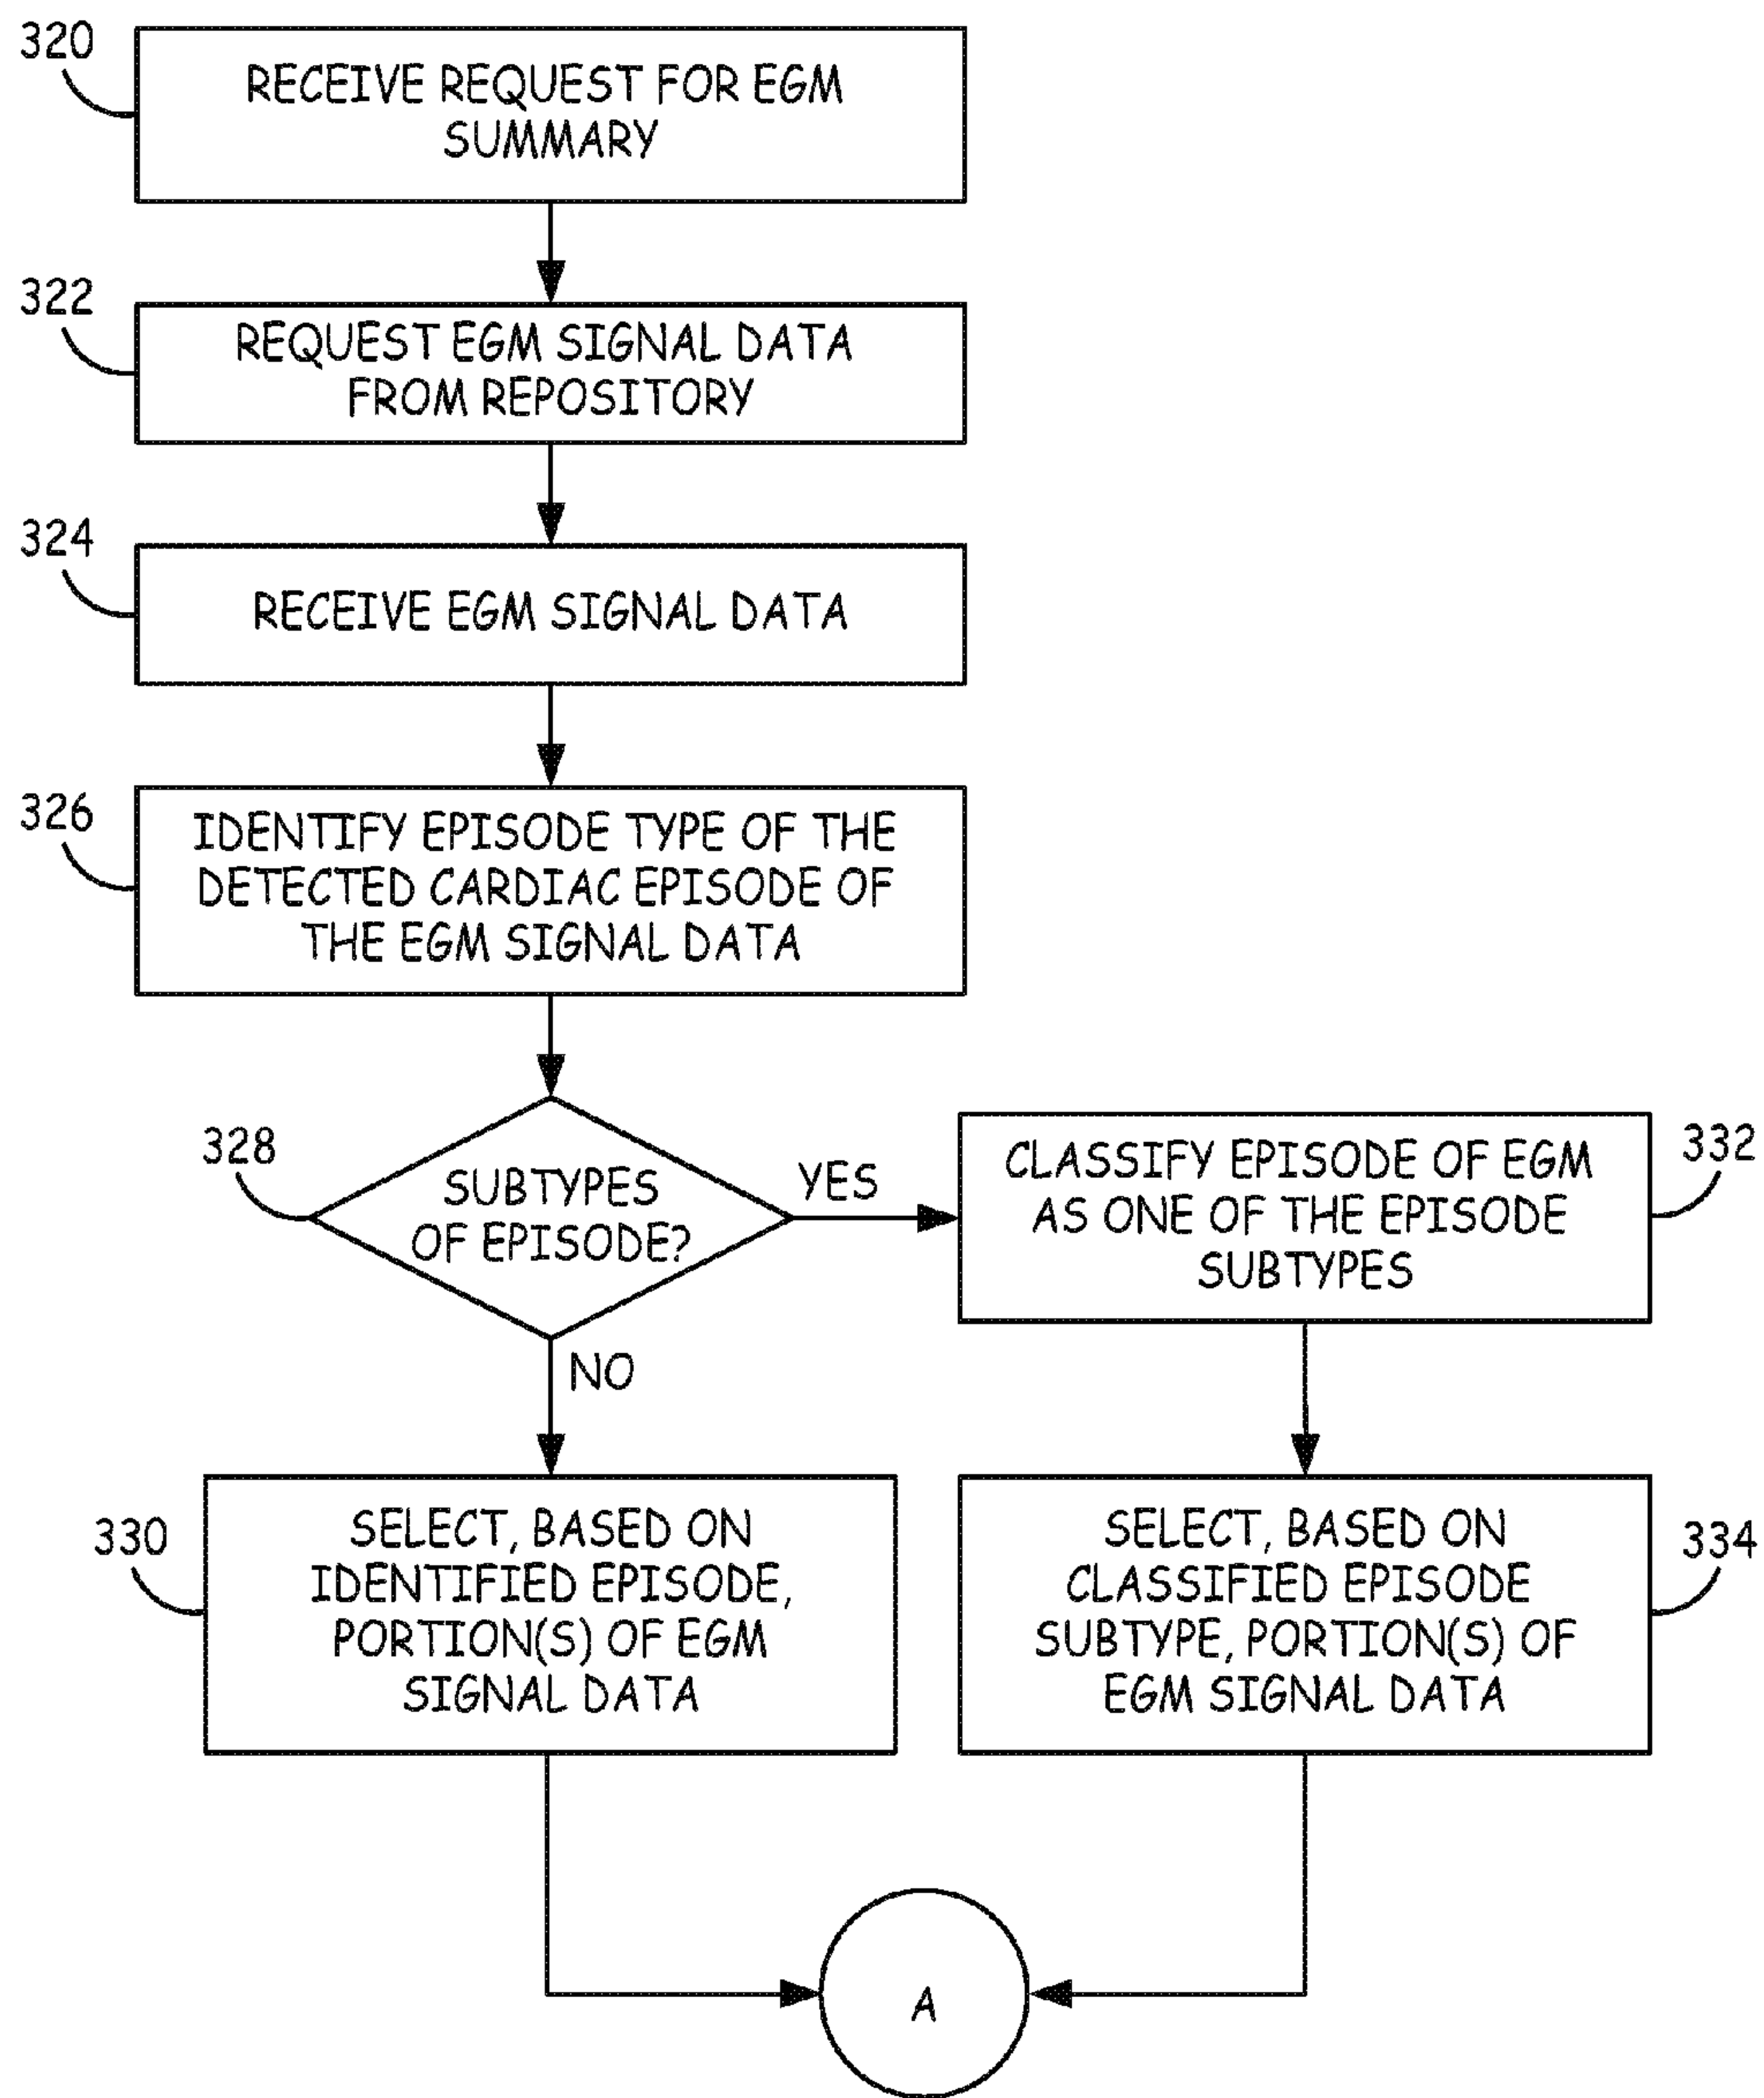 320
RECEIVE REQUEST FOR EGM
SUMMARY
322
REQUEST EGM SIGNAL DATA
FROM REPOSITORY
324
RECEIVE EGM SIGNAL DATA
326
IDENTIFY EPISODE TYPE OF THE
DETECTED CARDIAC EPISODE OF
THE EGM SIGNAL DATA
328
SUBTYPES
OF EPISODE?
YES
NO
CLASSIFY EPISODE OF EGM
AS ONE OF THE EPISODE
SUBTYPES
332
330
SELECT, BASED ON
IDENTIFIED EPISODE,
PORTION(S) OF EGM
SIGNAL DATA
SELECT, BASED ON
CLASSIFIED EPISODE
SUBTYPE, PORTION(S) OF
EGM SIGNAL DATA
334
A